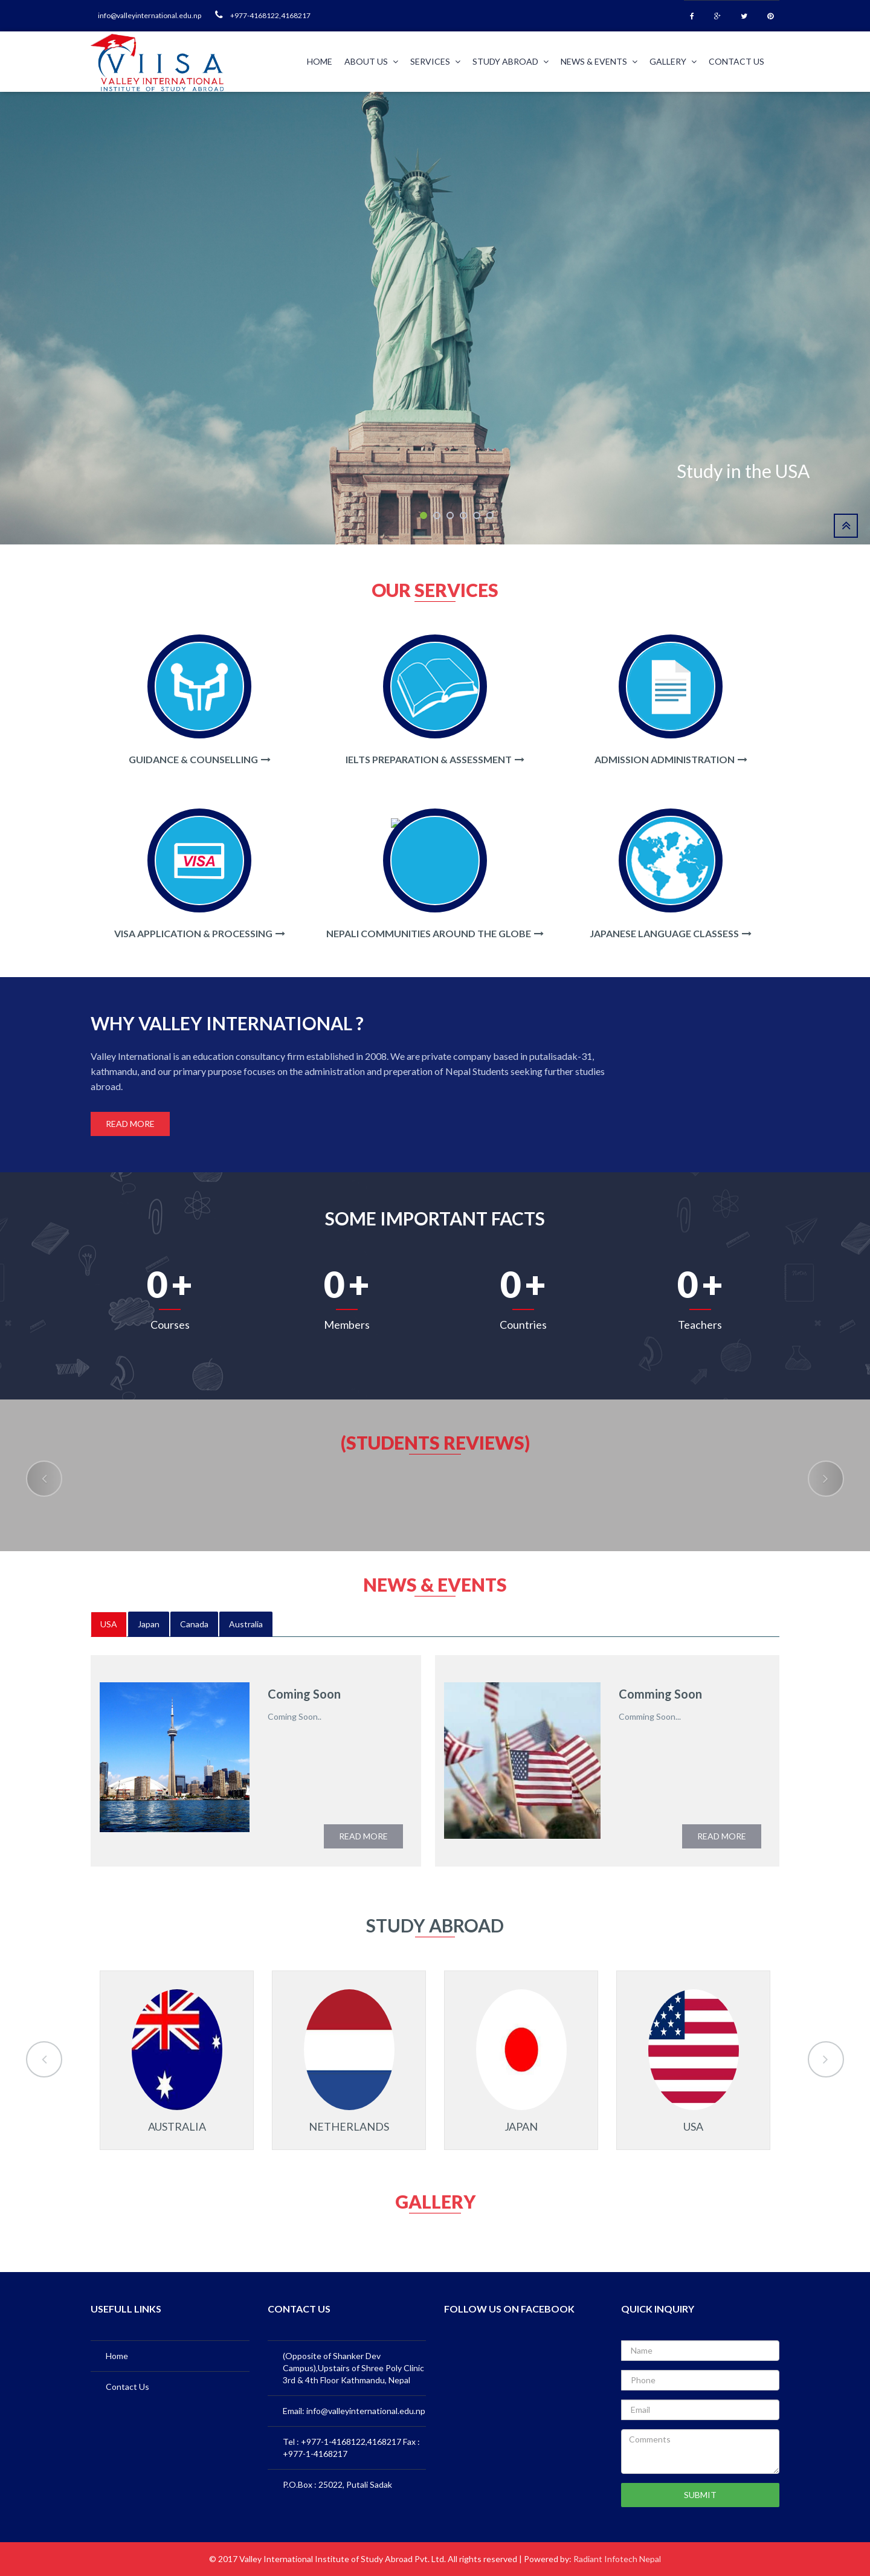 info@valleyinternational.edu.np +977-4168122,4168217
VIISA
VALLEY INTERNATIONAL
INSTITUTE OF STUDY ABROAD
HOME ABOUT US SERVICES STUDY ABROAD NEWS & EVENTS GALLERY CONTACT US
Study in the USA
OUR SERVICES
GUIDANCE & COUNSELLING
IELTS PREPARATION & ASSESSMENT
ADMISSION ADMINISTRATION
VISA
VISA APPLICATION & PROCESSING
NEPALI COMMUNITIES AROUND THE GLOBE
JAPANESE LANGUAGE CLASSESS
WHY VALLEY INTERNATIONAL ?
Valley International is an education consultancy firm established in 2008. We are private company based in putalisadak-31,
kathmandu, and our primary purpose focuses on the administration and preperation of Nepal Students seeking further studies
abroad.
READ MORE
SOME IMPORTANT FACTS
0+ 0+ 0+ 0+
Courses Members Countries Teachers
(STUDENTS REVIEWS)
NEWS & EVENTS
USA Japan Canada Australia
Coming Soon
Coming Soon..
READ MORE
Comming Soon
Comming Soon...
READ MORE
STUDY ABROAD
AUSTRALIA NETHERLANDS JAPAN USA
GALLERY
USEFULL LINKS
Home
Contact Us
CONTACT US
(Opposite of Shanker Dev
Campus),Upstairs of Shree Poly Clinic
3rd & 4th Floor Kathmandu, Nepal
Email: info@valleyinternational.edu.np
Tel : +977-1-4168122,4168217 Fax :
+977-1-4168217
P.O.Box : 25022, Putali Sadak
FOLLOW US ON FACEBOOK
QUICK INQUIRY
Name
Phone
Email
Comments
SUBMIT
© 2017 Valley International Institute of Study Abroad Pvt. Ltd. All rights reserved | Powered by: Radiant Infotech Nepal